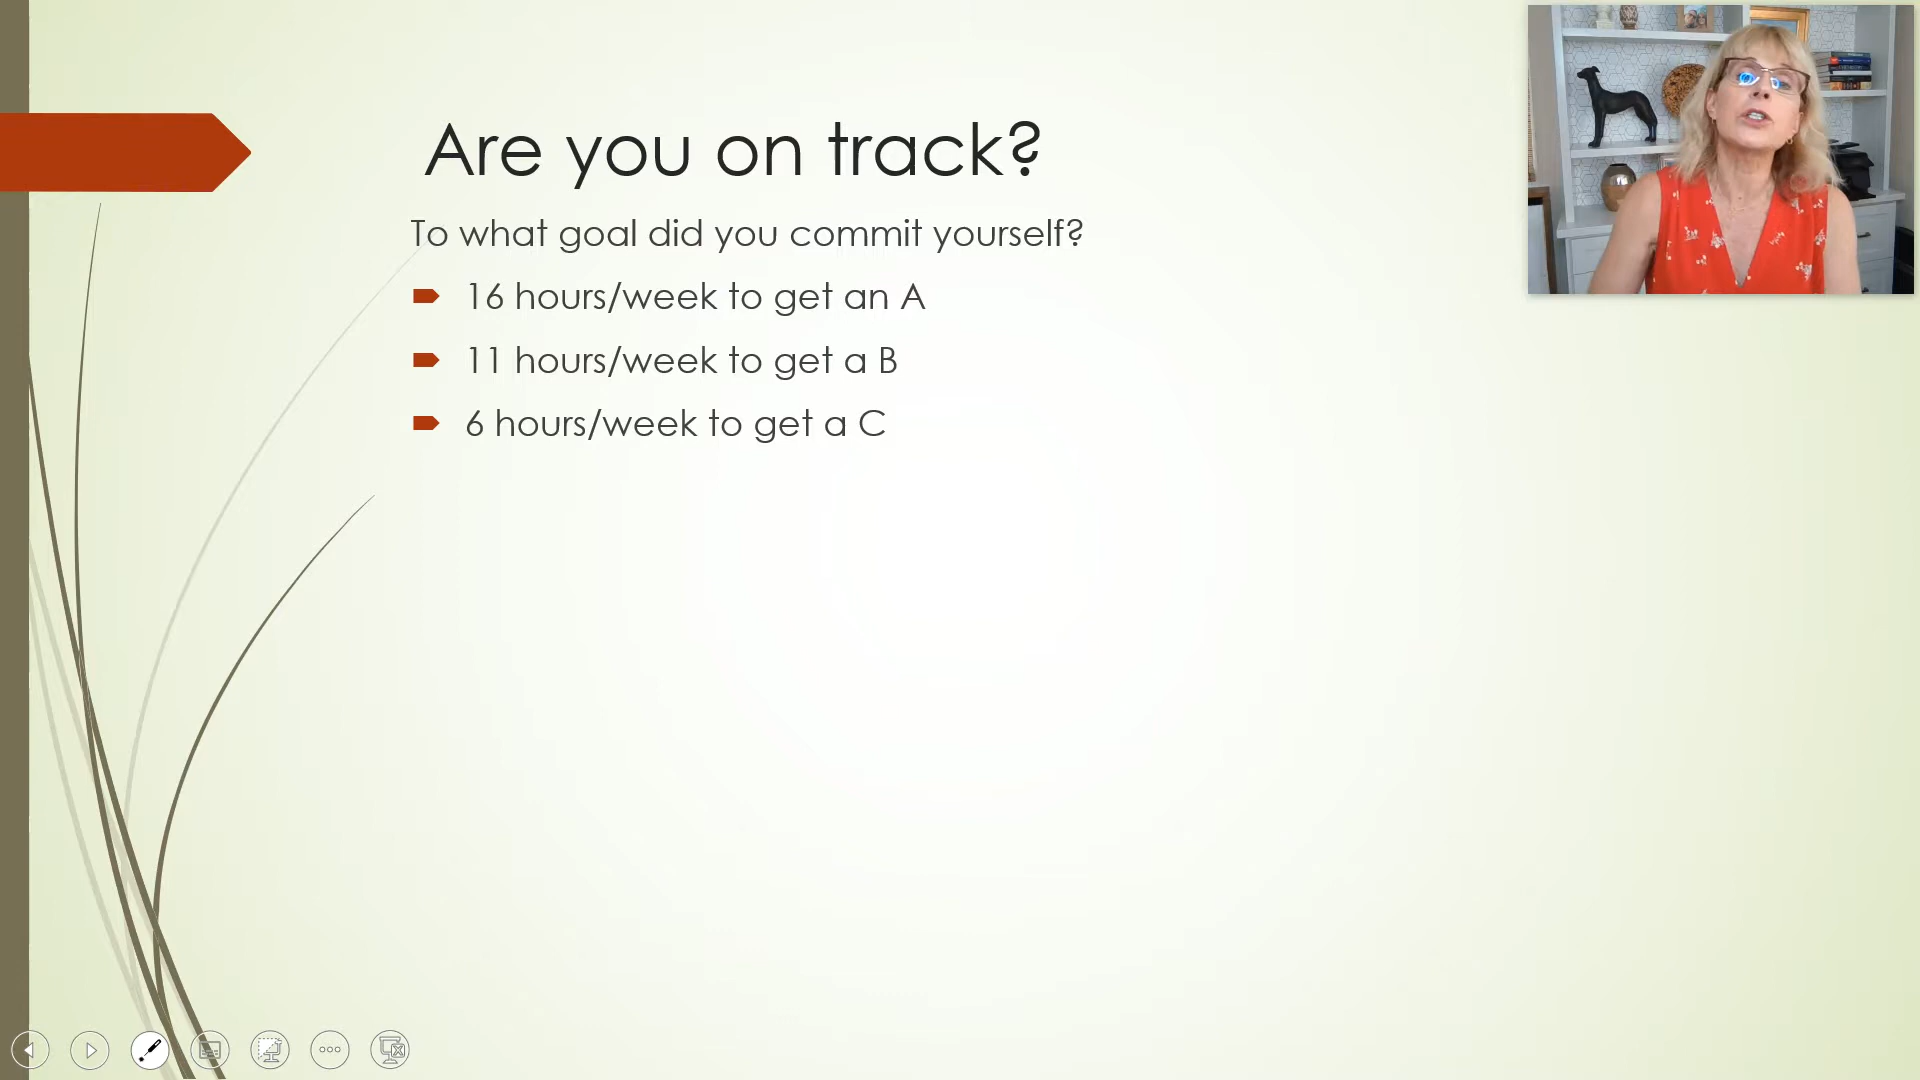 Are you on track?
To what goal did you commit yourself?
16 hours/week to get an A
11 hours/week to get a B
6 hours/week to get a C